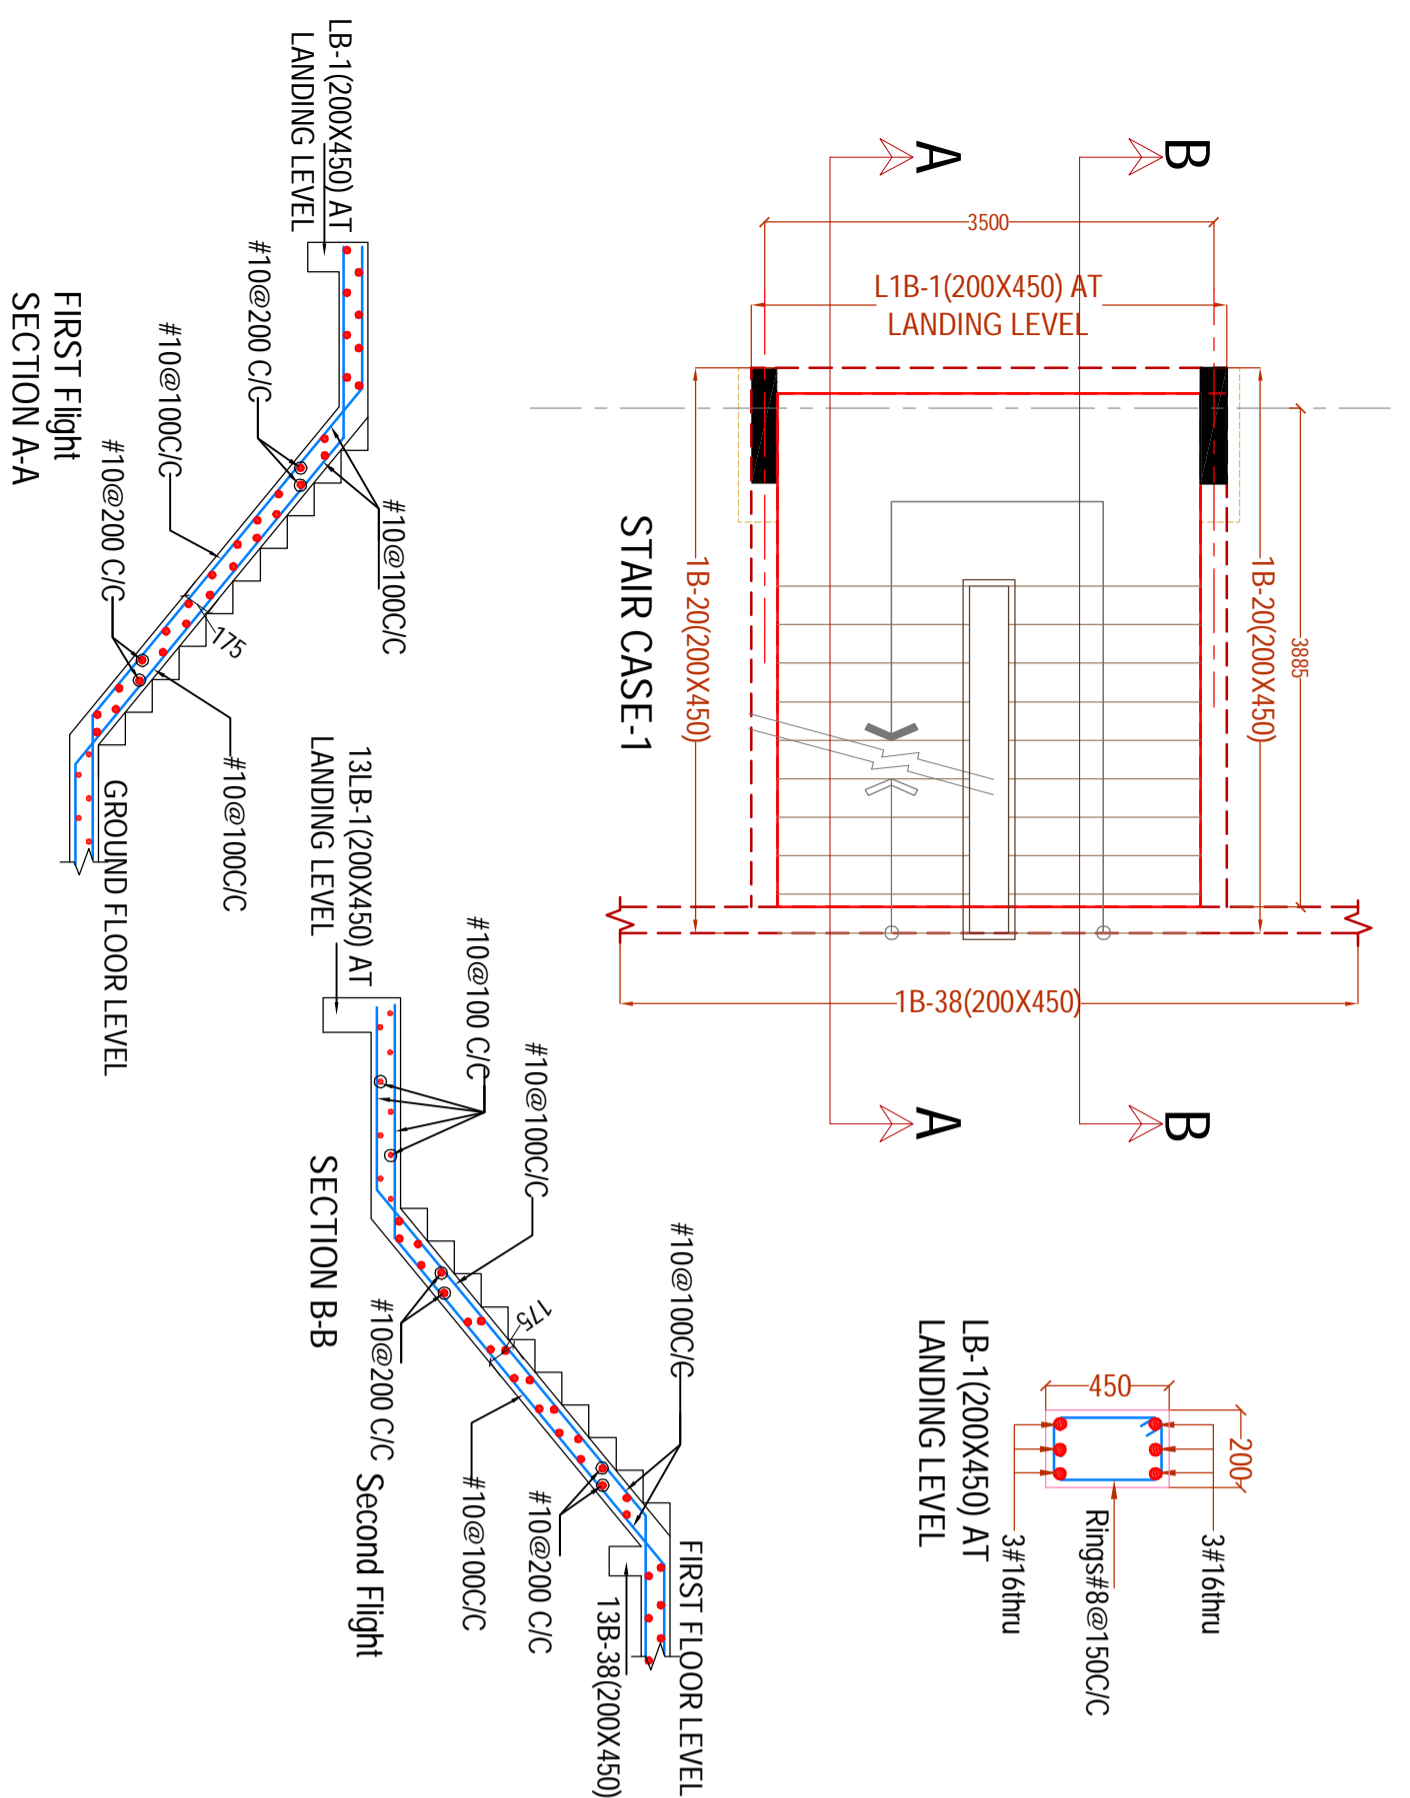 B
B
A
A
3500
L1B-1(200X450) AT
LANDING LEVEL
1B-20(200X450)
3885
1B-20(200X450)
1B-38(200X450)
STAIR CASE-1
LB-1(200X450) AT
LANDING LEVEL
#10@200 C/C
#10@100C/C
#10@200 C/C
#10@100C/C
175
#10@100C/C
GROUND FLOOR LEVEL
FIRST Flight
SECTION A-A
13LB-1(200X450) AT
LANDING LEVEL
#10@100 C/C
#10@100C/C
#10@100C/C
175
#10@200 C/C
#10@100C/C
#10@200 C/C
FIRST FLOOR LEVEL
13B-38(200X450)
Second Flight
SECTION B-B
450
200
3#16thru
Rings#8@150C/C
3#16thru
LB-1(200X450) AT
LANDING LEVEL